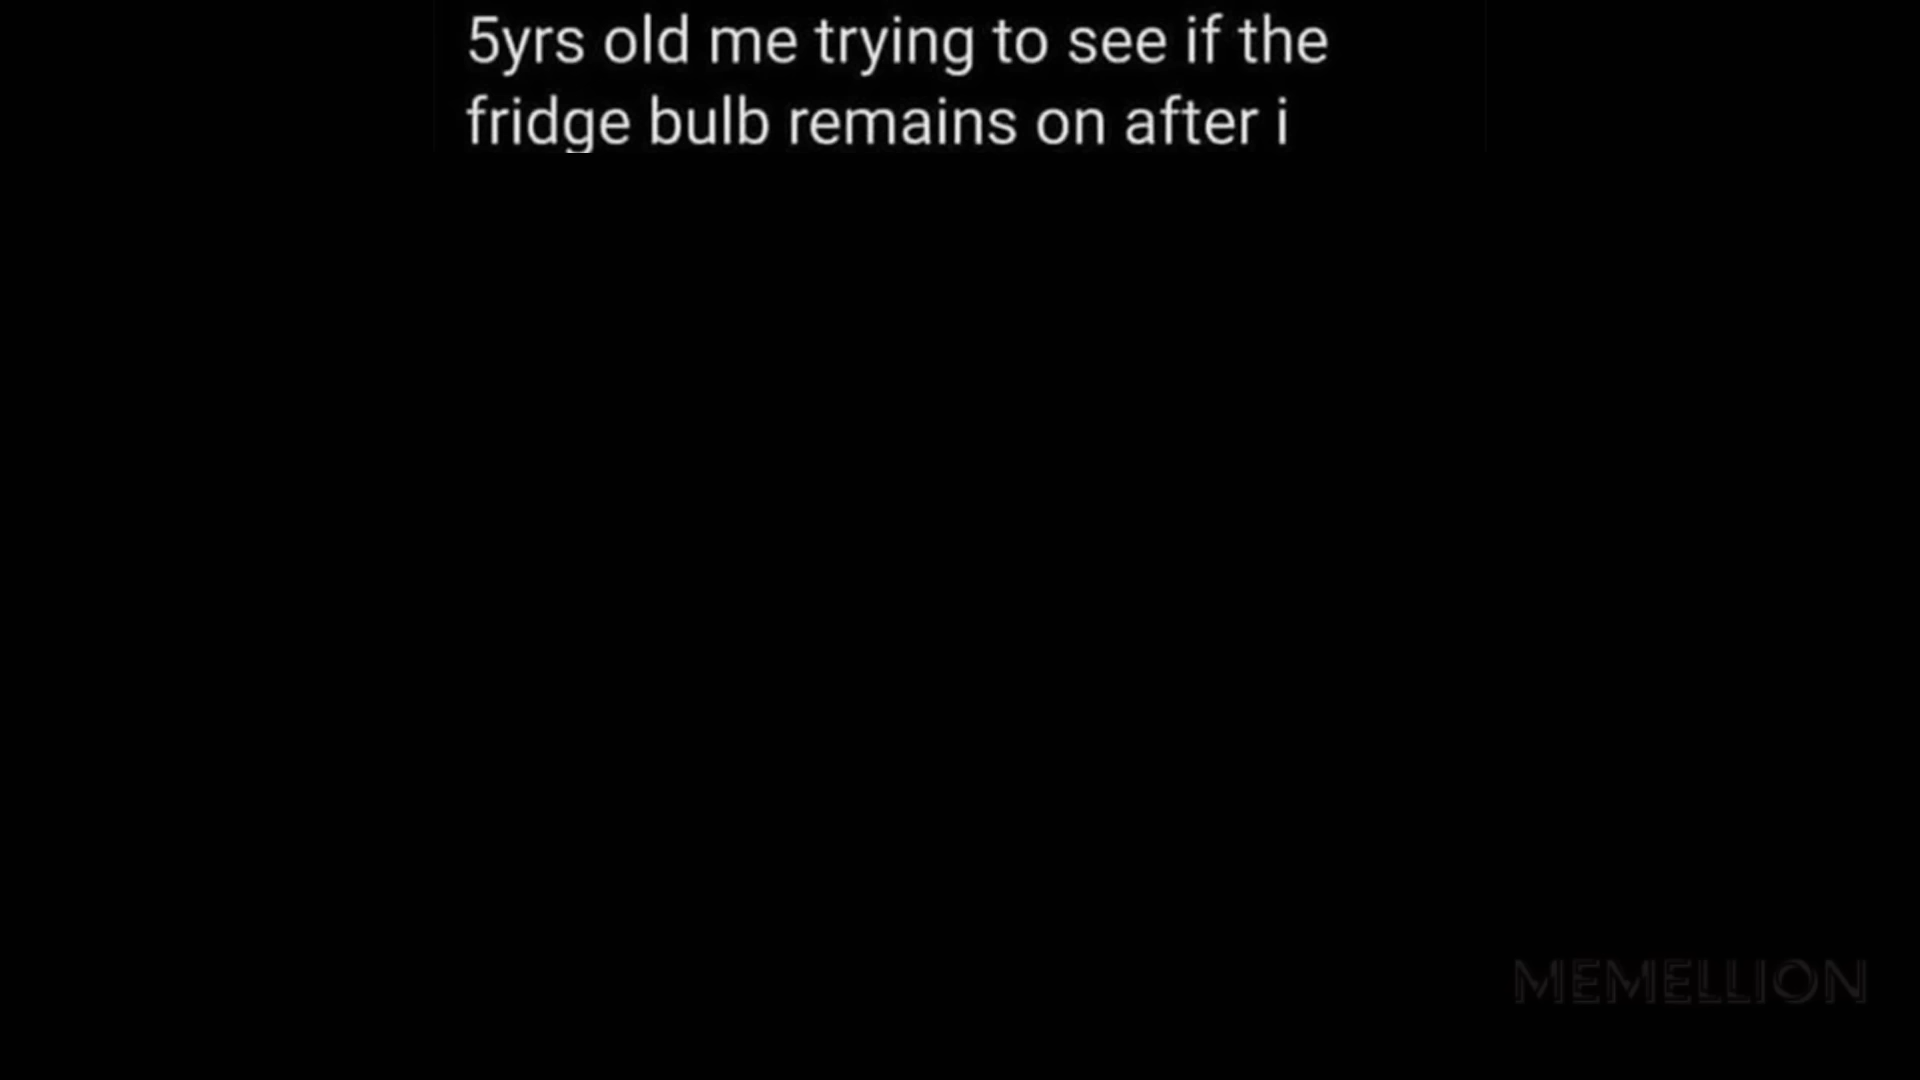 5yrs old me trying to see if the
fridge bulb remains on after i
MEMELLION